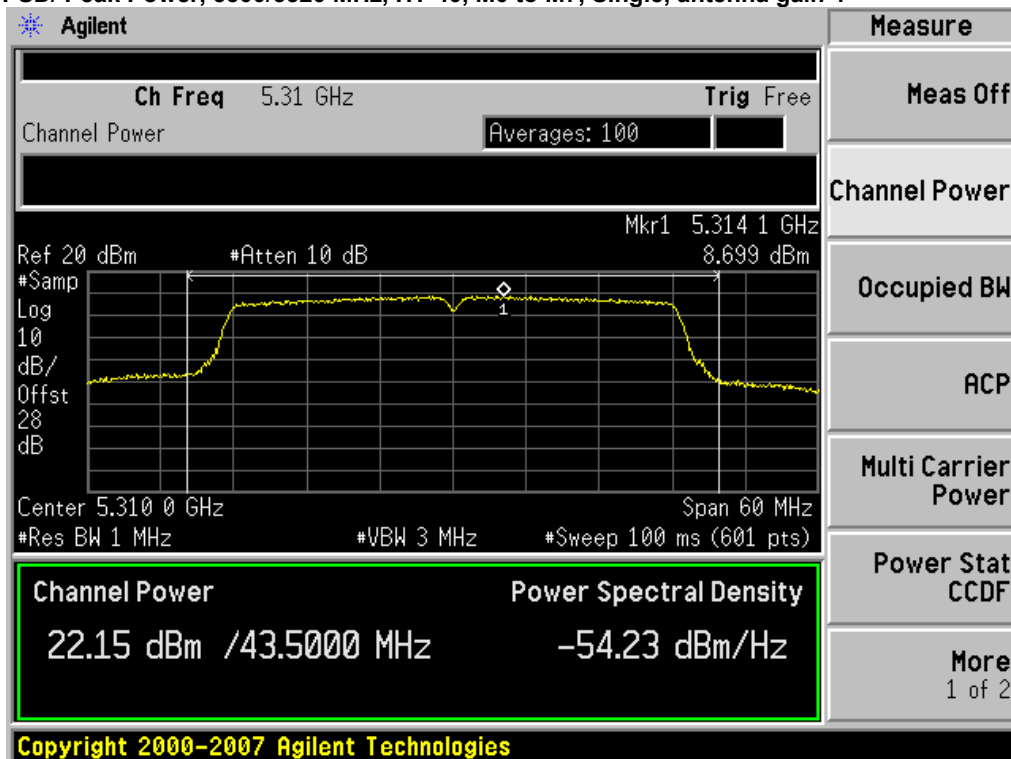 Agilent
Measure
Ch Freq 5.31 GHz Trig Free
Meas Off
Channel Power Averages: 100
Channel Power
Mkr1 5.314 1 GHz
Ref 20 dBm #Atten 10 dB 8.699 dBm
#Samp
Log
10
dB/
Offst
28
dB
1
Occupied BW
ACP
Multi Carrier
Power
Center 5.310 0 GHz Span 60 MHz
#Res BW 1 MHz #VBW 3 MHz #Sweep 100 ms (601 pts)
Power Stat
CCDF
Channel Power Power Spectral Density
22.15 dBm /43.5000 MHz -54.23 dBm/Hz
More
1 of 2
Copyright 2000-2007 Agilent Technologies